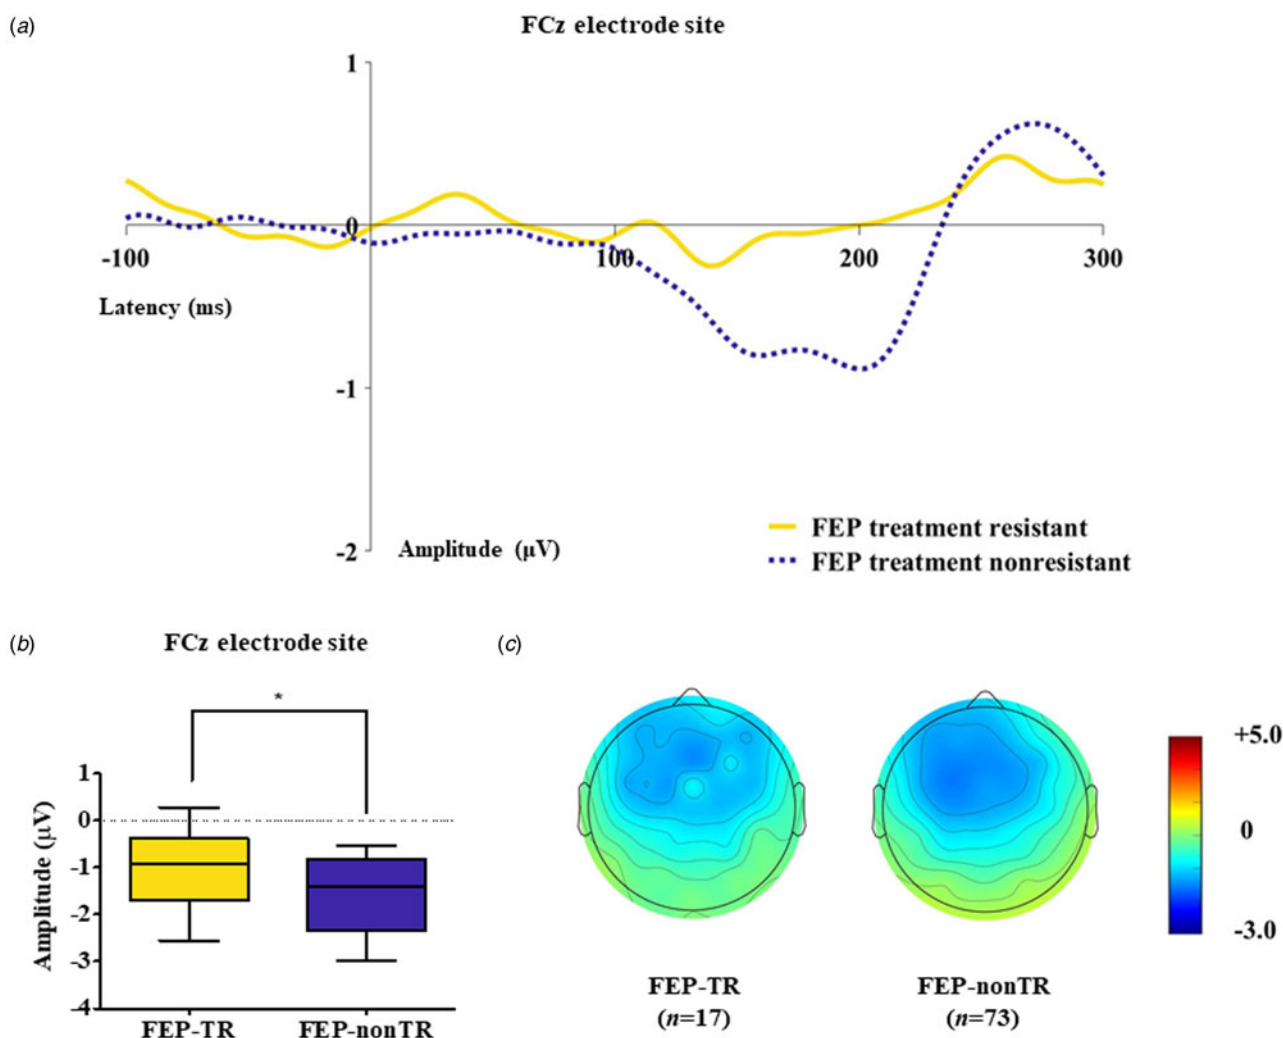 (a)
FCz electrode site
1
0
-100
100
200
300
Latency (ms)
-1
-2
Amplitude (μV)
FEP treatment resistant
FEP treatment nonresistant
(b)
FCz electrode site
*
1
0
-1
-2
-3
-4
Amplitude (μV)
FEP-TR
FEP-nonTR
(c)
+5.0
0
-3.0
FEP-TR
(n=17)
FEP-nonTR
(n=73)